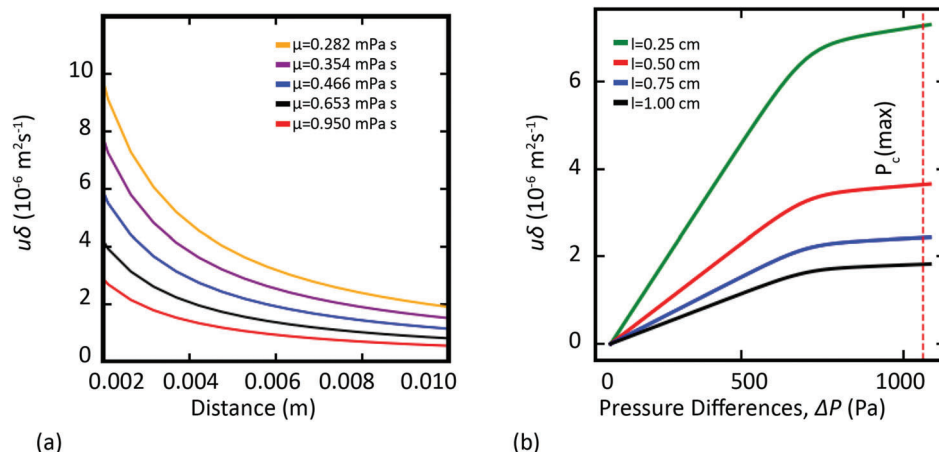 μ=0.282 mPa s
μ=0.354 mPa s
μ=0.466 mPa s
μ=0.653 mPa s
μ=0.950 mPa s
10
8
6
4
2
0
uδ (10⁻⁶ m²s⁻¹)
0.002 0.004 0.006 0.008 0.010
Distance (m)
(a)
l=0.25 cm
l=0.50 cm
l=0.75 cm
l=1.00 cm
6
4
2
0
uδ (10⁻⁶ m²s⁻¹)
P_c(max)
0 500 1000
Pressure Differences, ΔP (Pa)
(b)